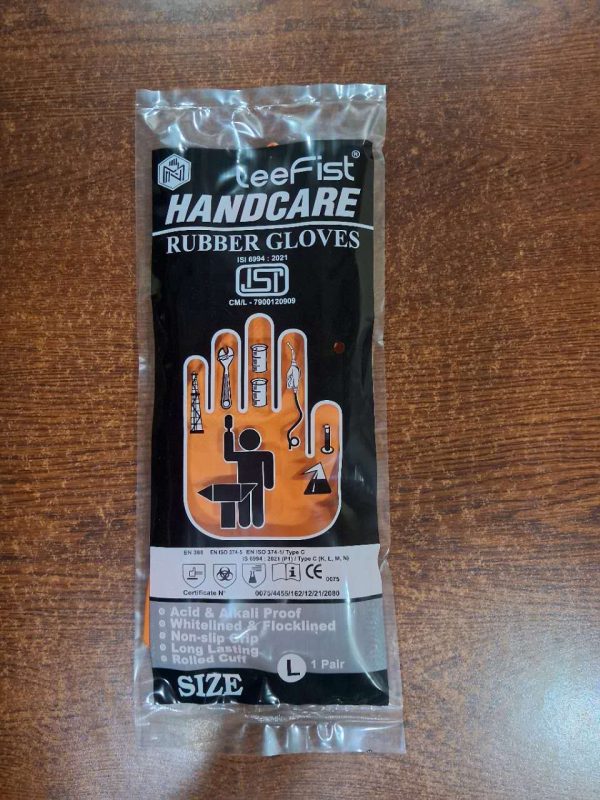 LeeFist®
HANDCARE
RUBBER GLOVES
ISI 6994 : 2021
ISI
CM/L - 7900120909
EN 388 EN ISO 374-5 EN ISO 374-1/ Type C
IS 6994 : 2021 (P1) / Type C (K, L, M, N)
i CE 0075
Certificate N° 0075/4455/162/12/21/2080
Acid & Alkali Proof
Whitelined & Flocklined
Non-slip Grip
Long Lasting
Rolled Cuff
SIZE L 1 Pair